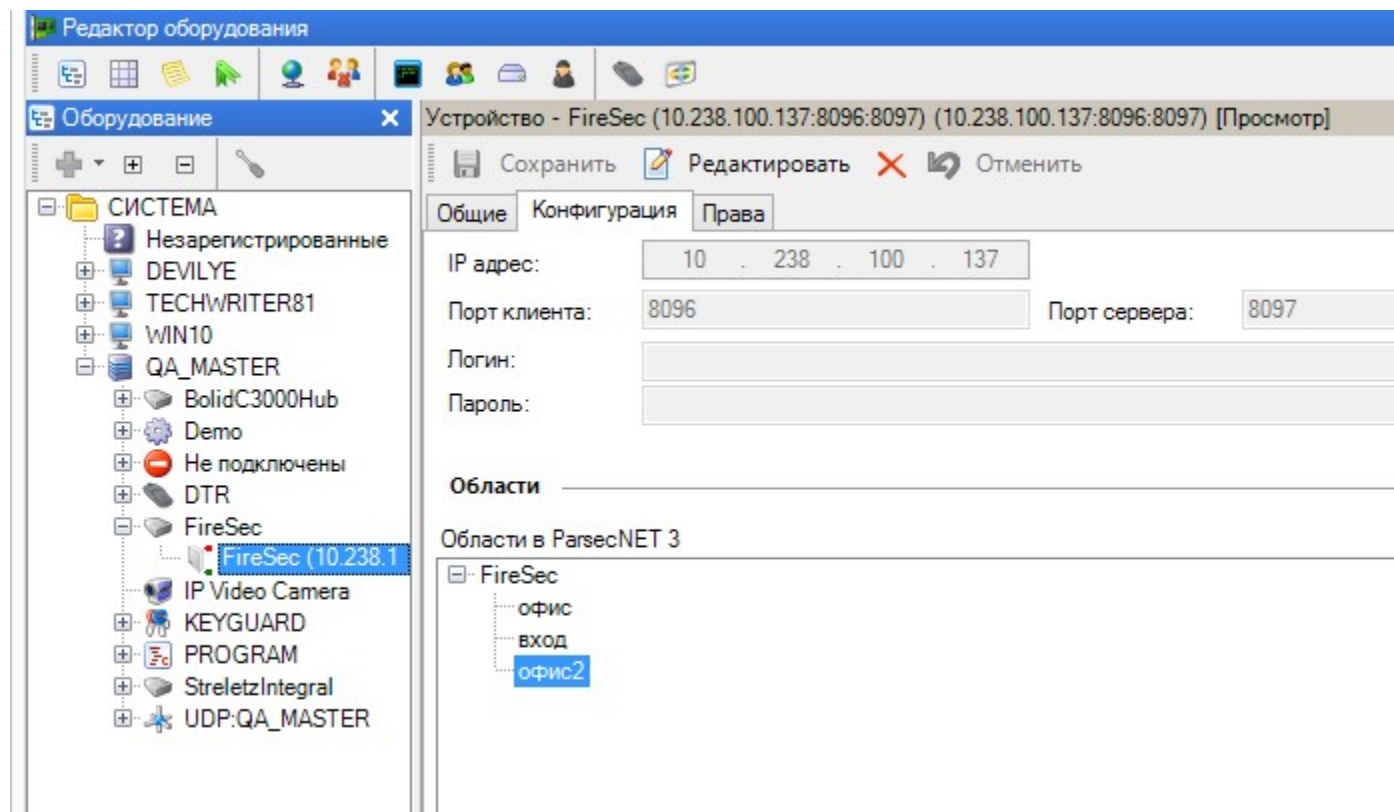 Редактор оборудования
Оборудование
СИСТЕМА
Незарегистрированные
DEVILYE
TECHWRITER81
WIN10
QA_MASTER
BolidC3000Hub
Demo
Не подключены
DTR
FireSec
FireSec (10.238.1
IP Video Camera
KEYGUARD
PROGRAM
StreletzIntegral
UDP:QA_MASTER
Устройство - FireSec (10.238.100.137:8096:8097) (10.238.100.137:8096:8097) [Просмотр]
Сохранить Редактировать Отменить
Общие Конфигурация Права
IP адрес: 10 . 238 . 100 . 137
Порт клиента: 8096 Порт сервера: 8097
Логин:
Пароль:
Области
Области в ParsecNET 3
FireSec
офис
вход
офис2